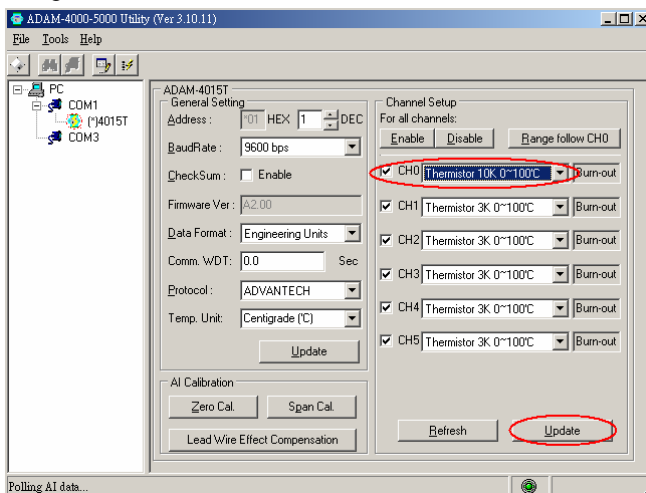 ADAM-4000-5000 Utility (Ver 3.10.11)
File Tools Help
PC
COM1
(*)4015T
COM3
ADAM-4015T
General Setting
Address : *01 HEX 1 DEC
BaudRate : 9600 bps
CheckSum : Enable
Firmware Ver : A2.00
Data Format : Engineering Units
Comm. WDT: 0.0 Sec
Protocol : ADVANTECH
Temp. Unit: Centigrade (°C)
Update
AI Calibration
Zero Cal. Span Cal.
Lead Wire Effect Compensation
Channel Setup
For all channels:
Enable Disable Range follow CH0
CH0 Thermistor 10K 0~100°C Burn-out
CH1 Thermistor 3K 0~100°C Burn-out
CH2 Thermistor 3K 0~100°C Burn-out
CH3 Thermistor 3K 0~100°C Burn-out
CH4 Thermistor 3K 0~100°C Burn-out
CH5 Thermistor 3K 0~100°C Burn-out
Refresh Update
Polling AI data...